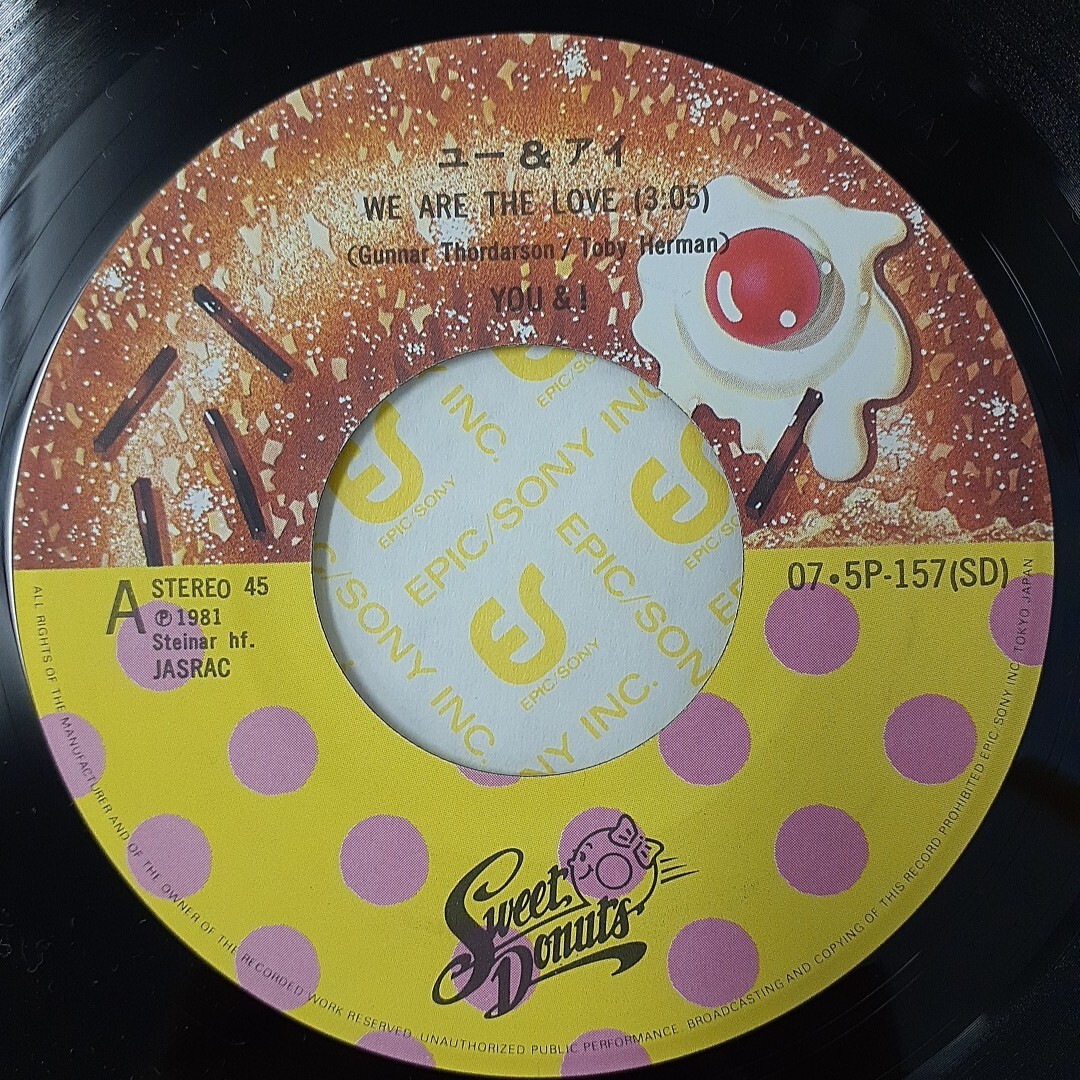 ユー&アイ
WE ARE THE LOVE (3:05)
(Gunnar Thordarson / Toby Herman)
YOU & I
A
STEREO 45
Ⓟ1981
Steinar hf.
JASRAC
07・5P-157(SD)
EPIC/SONY
EPIC/SONY INC.
EPIC/SONY
EPIC/SONY INC.
EPIC/SONY
EPIC/SONY INC.
Sweet Donuts
ALL RIGHTS OF THE MANUFACTURER AND OF THE OWNER OF THE RECORDED WORK RESERVED. UNAUTHORIZED PUBLIC PERFORMANCE. BROADCASTING AND COPYING OF THIS RECORD PROHIBITED EPIC/SONY INC. TOKYO JAPAN